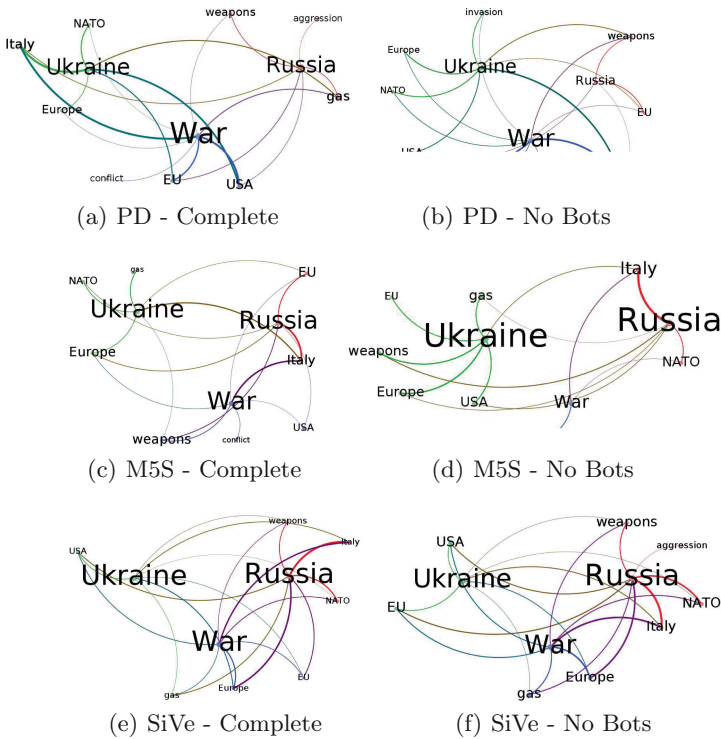 NATO
weapons
aggression
Italy
Ukraine
Russia
gas
Europe
War
conflict
EU
USA
(a) PD - Complete
invasion
weapons
Europe
Ukraine
Russia
NATO
EU
War
USA
(b) PD - No Bots
gas
EU
NATO
Ukraine
Russia
Europe
Italy
War
USA
weapons
conflict
(c) M5S - Complete
Italy
EU
gas
Ukraine
Russia
weapons
NATO
Europe
USA
War
(d) M5S - No Bots
weapons
Italy
USA
Ukraine
Russia
NATO
War
EU
Europe
gas
(e) SiVe - Complete
weapons
USA
aggression
Ukraine
Russia
EU
NATO
Italy
War
Europe
gas
(f) SiVe - No Bots